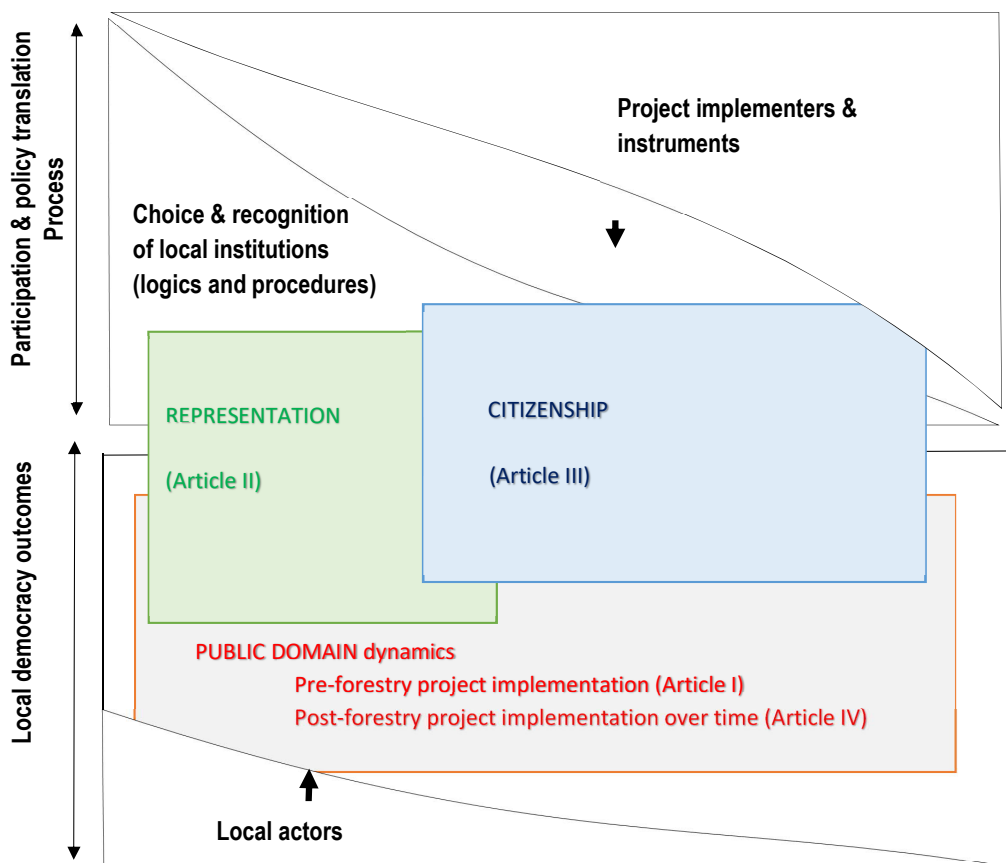 Participation & policy translation
Process
Project implementers &
instruments
Choice & recognition
of local institutions
(logics and procedures)
REPRESENTATION
(Article II)
CITIZENSHIP
(Article III)
Local democracy outcomes
PUBLIC DOMAIN dynamics
Pre-forestry project implementation (Article I)
Post-forestry project implementation over time (Article IV)
Local actors